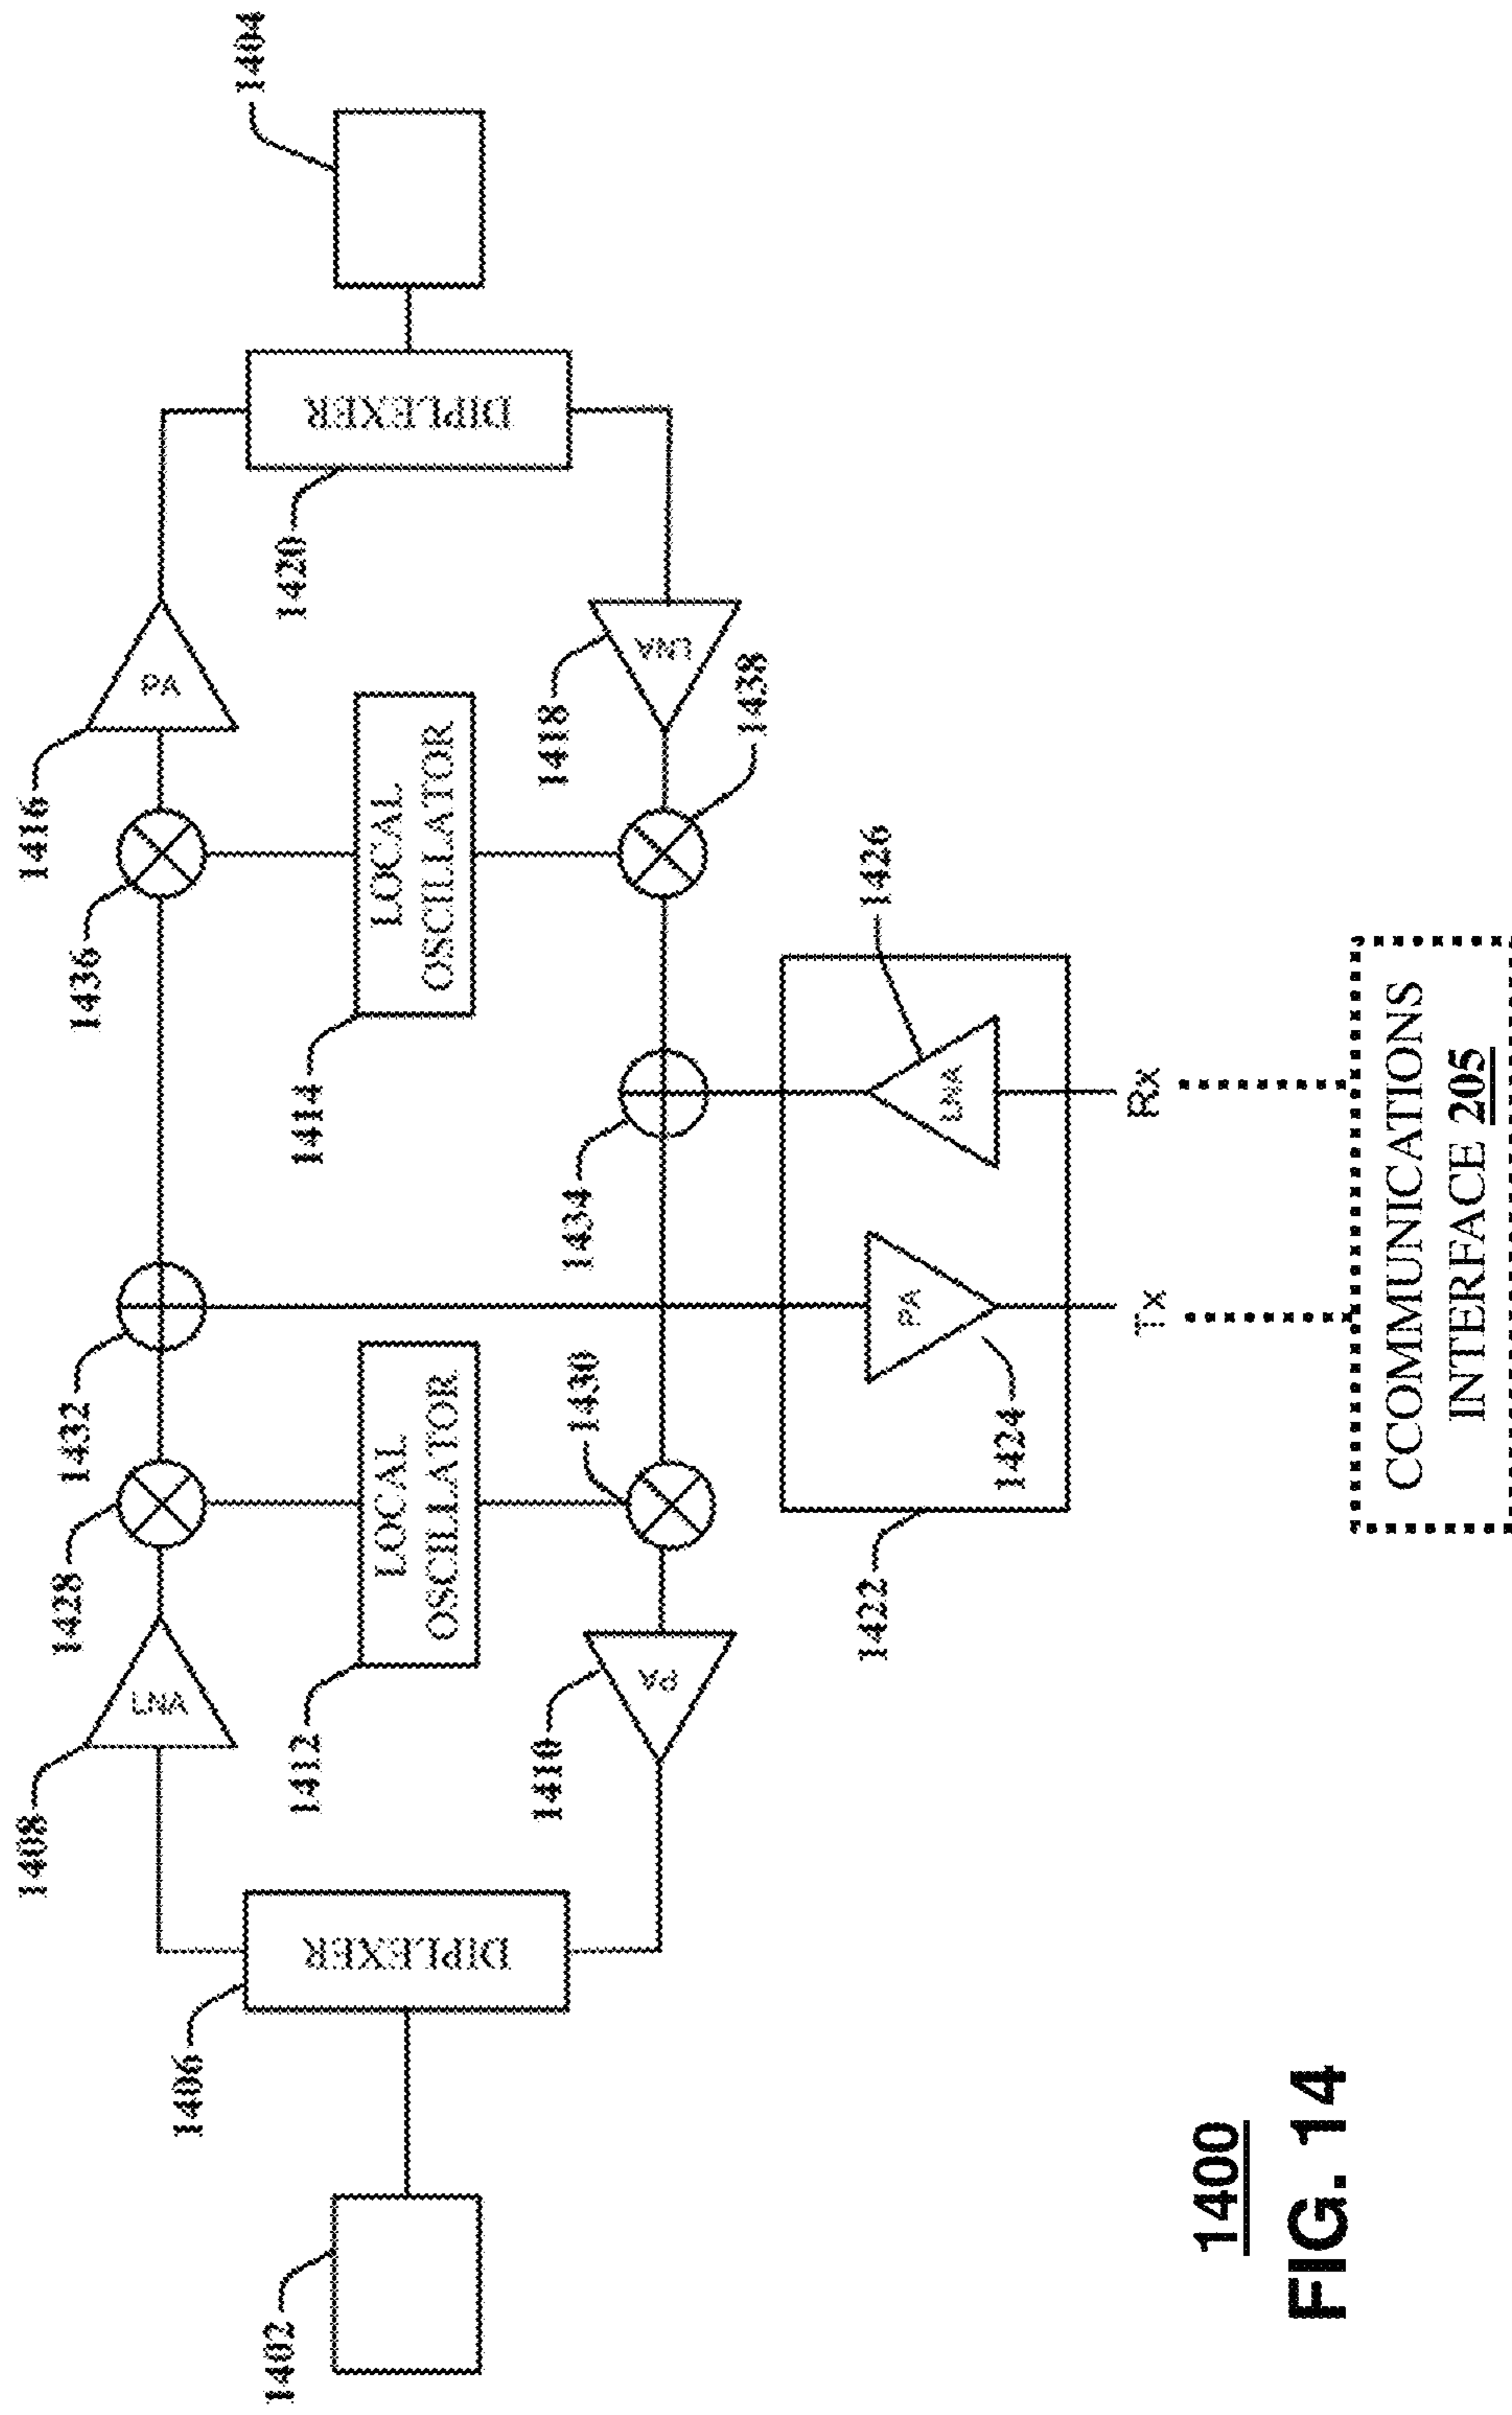 1404
1416
PA
DIPLEXER
1420
1436
LOCAL
OSCILLATOR
1414
LNA
1418
1438
1432
1434
1426
LNA
Rx
1428
LOCAL
OSCILLATOR
1412
1430
PA
1424
Tx
1422
CCOMMUNICATIONS
INTERFACE 205
1408
LNA
PA
1410
DIPLEXER
1406
1402
1400
FIG. 14